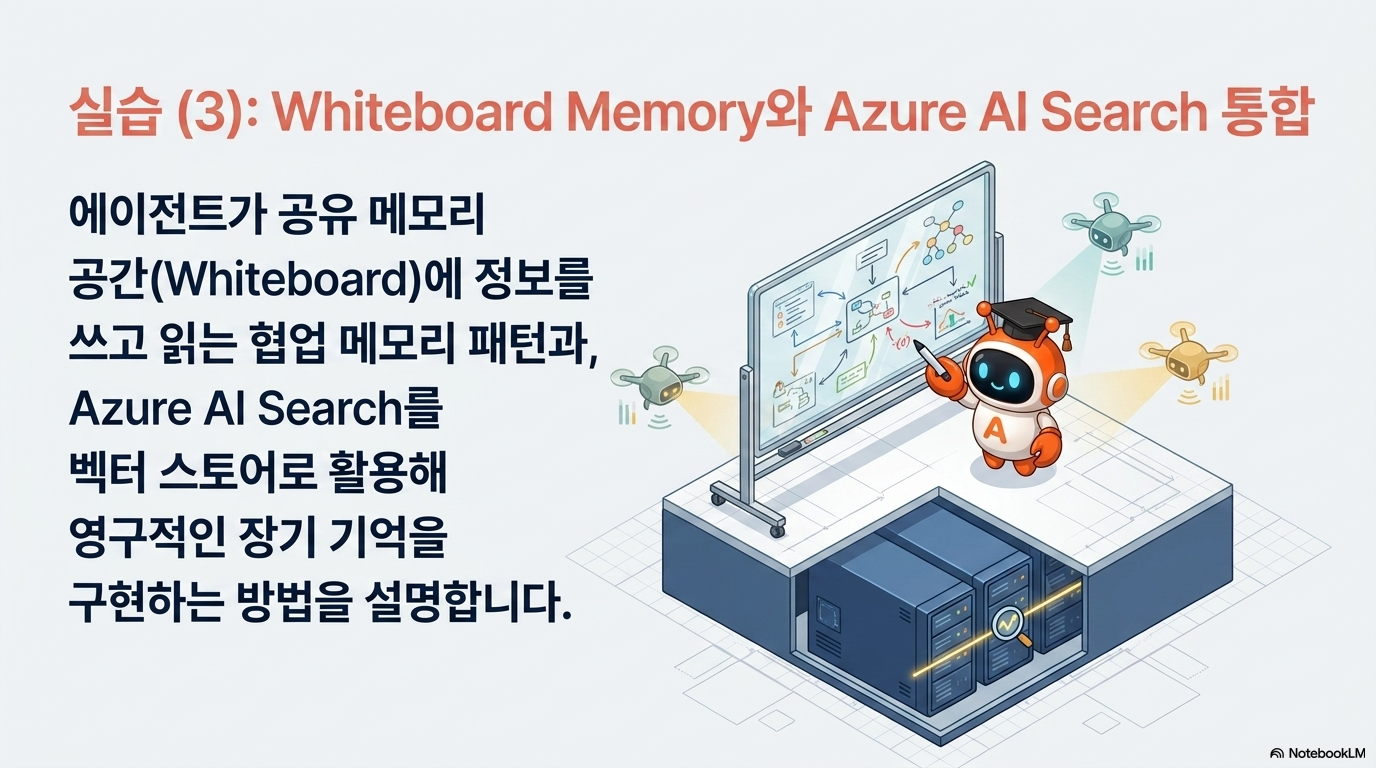 실습 (3): Whiteboard Memory와 Azure AI Search 통합
에이전트가 공유 메모리
공간(Whiteboard)에 정보를
쓰고 읽는 협업 메모리 패턴과,
Azure AI Search를
벡터 스토어로 활용해
영구적인 장기 기억을
구현하는 방법을 설명합니다.
A
NotebookLM